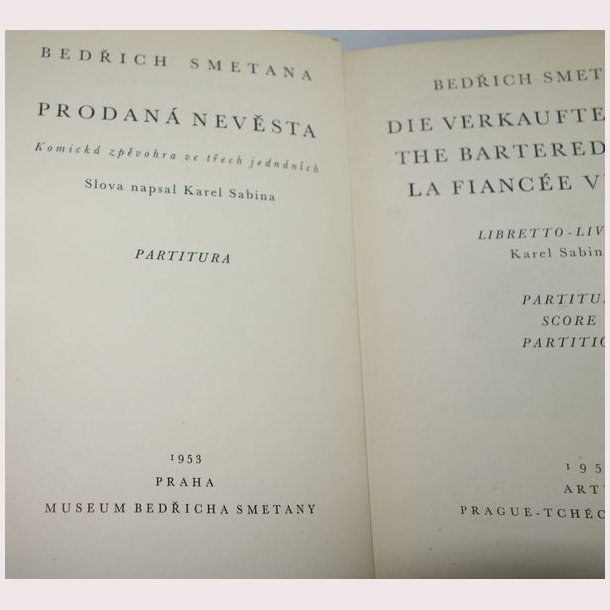 BEDŘICH SMETANA
PRODANÁ NEVĚSTA
Komická zpěvohra ve třech jednáních
Slova napsal Karel Sabina
PARTITURA
1953
PRAHA
MUSEUM BEDŘICHA SMETANY
BEDŘICH SMET
DIE VERKAUFTE
THE BARTERED
LA FIANCÉE V
LIBRETTO-LIV
Karel Sabin
PARTITU
SCORE
PARTITIO
195
ART
PRAGUE-TCHÉC